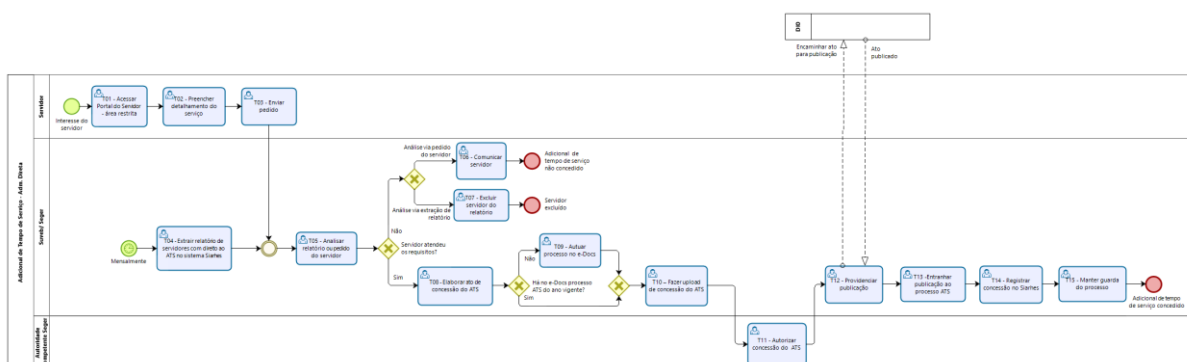 DIO
Encaminhar ato
para publicação
Ato
publicado
Adicional de Tempo de Serviço - Adm. Direta
Servidor
Interesse do
servidor
T01 - Acessar
Portal do Servidor
- área restrita
T02 - Preencher
detalhamento do
serviço
T03 - Enviar
pedido
Mensalmente
T04 - Extrair relatório de
servidores com direito ao
ATS no sistema Siarhes
T05 - Analisar
relatório ou pedido
do servidor
Servidor atendeu
os requisitos?
Não
Sim
Análise via pedido
do servidor
Análise via extração de
relatório
T06 - Comunicar
servidor
Adicional de
tempo de serviço
não concedido
T07 - Excluir
servidor do
relatório
Servidor
excluído
T08 - Elaborar ato de
concessão do ATS
Há no e-Docs processo
ATS do ano vigente?
Não
Sim
T09 - Autuar
processo no e-Docs
T10 - Fazer upload
de concessão do ATS
Autoridade
Competente Seger
T11 - Autorizar
concessão do ATS
T12 - Providenciar
publicação
T13 - Entranhar
publicação ao
processo ATS
T14 - Registrar
concessão no Siarhes
T15 - Manter guarda
do processo
Adicional de tempo
de serviço concedido